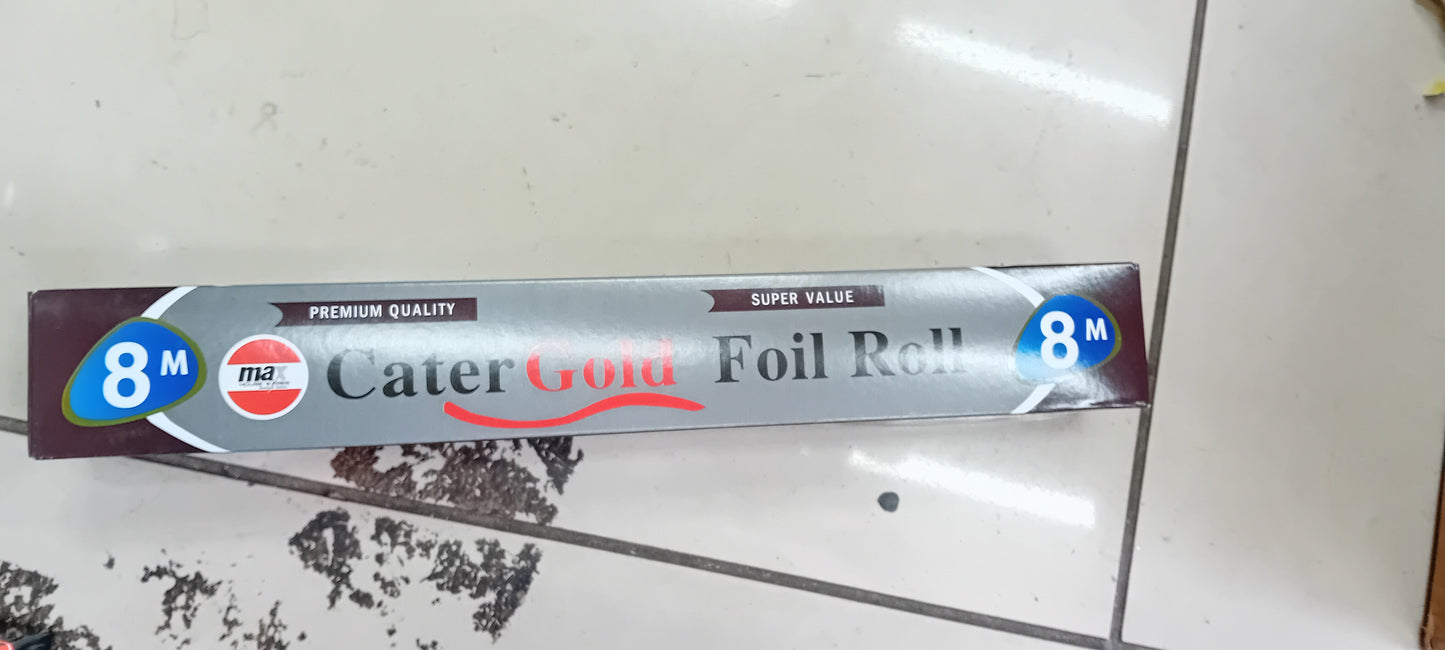 PREMIUM QUALITY
SUPER VALUE
8 M
max
Cater Gold Foil Roll
8 M